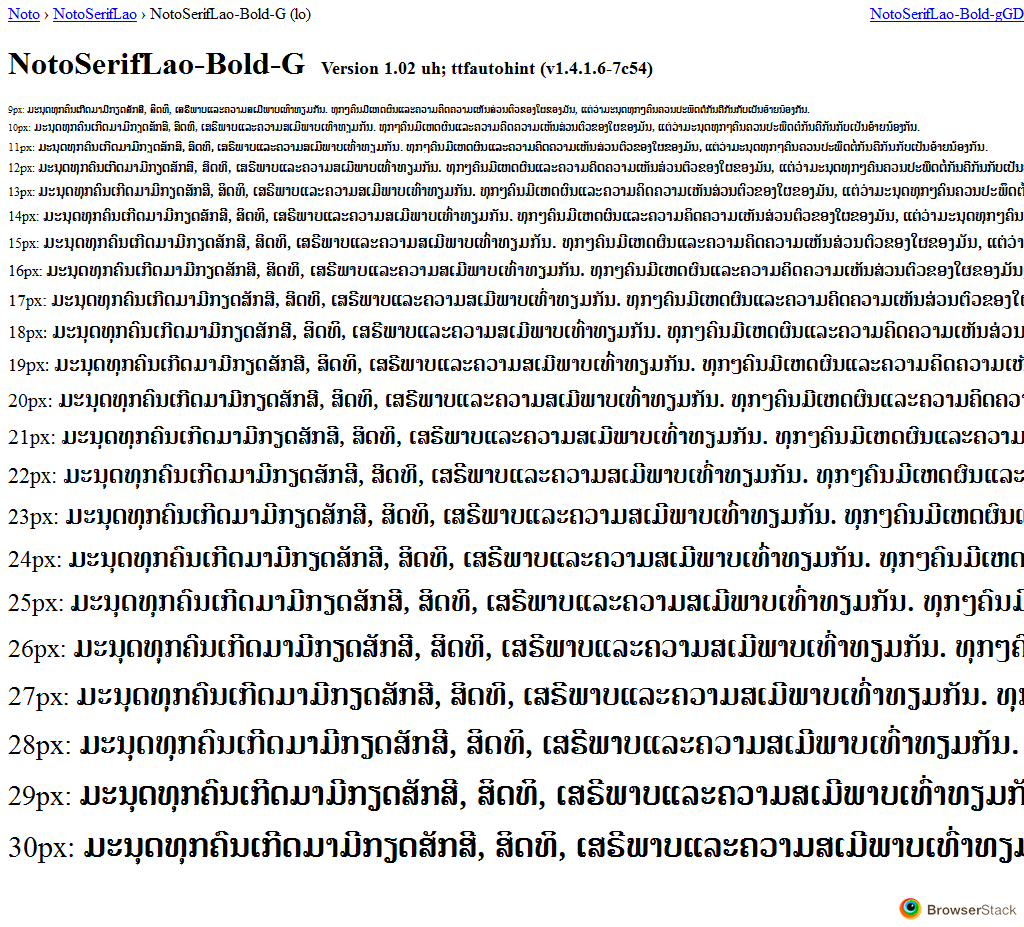 Noto › NotoSerifLao › NotoSerifLao-Bold-G (lo) NotoSerifLao-Bold-gGD
NotoSerifLao-Bold-G Version 1.02 uh; ttfautohint (v1.4.1.6-7c54)
9px: ມະນຸດທຸກຄົນເກີດມາມີກຽດສັກສີ, ສິດທິ, ເສຣີພາບແລະຄວາມສເມີພາບເທົ່າທຽມກັນ. ທຸກໆຄົນມີເຫດຜົນແລະຄວາມຄິດຄວາມເຫັນສ່ວນຕົວຂອງໃຜຂອງມັນ, ແຕ່ວ່າມະນຸດທຸກໆຄົນຄວນປະພຶດຕໍ່ກັນຄືກັນກັບເປັນອ້າຍນ້ອງກັນ.
10px: ມະນຸດທຸກຄົນເກີດມາມີກຽດສັກສີ, ສິດທິ, ເສຣີພາບແລະຄວາມສເມີພາບເທົ່າທຽມກັນ. ທຸກໆຄົນມີເຫດຜົນແລະຄວາມຄິດຄວາມເຫັນສ່ວນຕົວຂອງໃຜຂອງມັນ, ແຕ່ວ່າມະນຸດທຸກໆຄົນຄວນປະພຶດຕໍ່ກັນຄືກັນກັບເປັນອ້າຍນ້ອງກັນ.
11px: ມະນຸດທຸກຄົນເກີດມາມີກຽດສັກສີ, ສິດທິ, ເສຣີພາບແລະຄວາມສເມີພາບເທົ່າທຽມກັນ. ທຸກໆຄົນມີເຫດຜົນແລະຄວາມຄິດຄວາມເຫັນສ່ວນຕົວຂອງໃຜຂອງມັນ, ແຕ່ວ່າມະນຸດທຸກໆຄົນຄວນປະພຶດຕໍ່ກັນຄືກັນກັບເປັນອ້າຍນ້ອງກັນ.
12px: ມະນຸດທຸກຄົນເກີດມາມີກຽດສັກສີ, ສິດທິ, ເສຣີພາບແລະຄວາມສເມີພາບເທົ່າທຽມກັນ. ທຸກໆຄົນມີເຫດຜົນແລະຄວາມຄິດຄວາມເຫັນສ່ວນຕົວຂອງໃຜຂອງມັນ, ແຕ່ວ່າມະນຸດທຸກໆຄົນຄວນປະພຶດຕໍ່ກັນຄືກັນກັບເປັນ
13px: ມະນຸດທຸກຄົນເກີດມາມີກຽດສັກສີ, ສິດທິ, ເສຣີພາບແລະຄວາມສເມີພາບເທົ່າທຽມກັນ. ທຸກໆຄົນມີເຫດຜົນແລະຄວາມຄິດຄວາມເຫັນສ່ວນຕົວຂອງໃຜຂອງມັນ, ແຕ່ວ່າມະນຸດທຸກໆຄົນຄວນປະພຶດຕໍ່
14px: ມະນຸດທຸກຄົນເກີດມາມີກຽດສັກສີ, ສິດທິ, ເສຣີພາບແລະຄວາມສເມີພາບເທົ່າທຽມກັນ. ທຸກໆຄົນມີເຫດຜົນແລະຄວາມຄິດຄວາມເຫັນສ່ວນຕົວຂອງໃຜຂອງມັນ, ແຕ່ວ່າມະນຸດທຸກໆຄົນ
15px: ມະນຸດທຸກຄົນເກີດມາມີກຽດສັກສີ, ສິດທິ, ເສຣີພາບແລະຄວາມສເມີພາບເທົ່າທຽມກັນ. ທຸກໆຄົນມີເຫດຜົນແລະຄວາມຄິດຄວາມເຫັນສ່ວນຕົວຂອງໃຜຂອງມັນ, ແຕ່ວ່າ
16px: ມະນຸດທຸກຄົນເກີດມາມີກຽດສັກສີ, ສິດທິ, ເສຣີພາບແລະຄວາມສເມີພາບເທົ່າທຽມກັນ. ທຸກໆຄົນມີເຫດຜົນແລະຄວາມຄິດຄວາມເຫັນສ່ວນຕົວຂອງໃຜຂອງມັນ,
17px: ມະນຸດທຸກຄົນເກີດມາມີກຽດສັກສີ, ສິດທິ, ເສຣີພາບແລະຄວາມສເມີພາບເທົ່າທຽມກັນ. ທຸກໆຄົນມີເຫດຜົນແລະຄວາມຄິດຄວາມເຫັນສ່ວນຕົວຂອງ
18px: ມະນຸດທຸກຄົນເກີດມາມີກຽດສັກສີ, ສິດທິ, ເສຣີພາບແລະຄວາມສເມີພາບເທົ່າທຽມກັນ. ທຸກໆຄົນມີເຫດຜົນແລະຄວາມຄິດຄວາມເຫັນສ່ວນ
19px: ມະນຸດທຸກຄົນເກີດມາມີກຽດສັກສີ, ສິດທິ, ເສຣີພາບແລະຄວາມສເມີພາບເທົ່າທຽມກັນ. ທຸກໆຄົນມີເຫດຜົນແລະຄວາມຄິດຄວາມ
20px: ມະນຸດທຸກຄົນເກີດມາມີກຽດສັກສີ, ສິດທິ, ເສຣີພາບແລະຄວາມສເມີພາບເທົ່າທຽມກັນ. ທຸກໆຄົນມີເຫດຜົນແລະຄວາມຄິດຄວາ
21px: ມະນຸດທຸກຄົນເກີດມາມີກຽດສັກສີ, ສິດທິ, ເສຣີພາບແລະຄວາມສເມີພາບເທົ່າທຽມກັນ. ທຸກໆຄົນມີເຫດຜົນແລະຄວາມ
22px: ມະນຸດທຸກຄົນເກີດມາມີກຽດສັກສີ, ສິດທິ, ເສຣີພາບແລະຄວາມສເມີພາບເທົ່າທຽມກັນ. ທຸກໆຄົນມີເຫດຜົນແລະ
23px: ມະນຸດທຸກຄົນເກີດມາມີກຽດສັກສີ, ສິດທິ, ເສຣີພາບແລະຄວາມສເມີພາບເທົ່າທຽມກັນ. ທຸກໆຄົນມີເຫດຜົນ
24px: ມະນຸດທຸກຄົນເກີດມາມີກຽດສັກສີ, ສິດທິ, ເສຣີພາບແລະຄວາມສເມີພາບເທົ່າທຽມກັນ. ທຸກໆຄົນມີເຫດ
25px: ມະນຸດທຸກຄົນເກີດມາມີກຽດສັກສີ, ສິດທິ, ເສຣີພາບແລະຄວາມສເມີພາບເທົ່າທຽມກັນ. ທຸກໆຄົນມີ
26px: ມະນຸດທຸກຄົນເກີດມາມີກຽດສັກສີ, ສິດທິ, ເສຣີພາບແລະຄວາມສເມີພາບເທົ່າທຽມກັນ. ທຸກໆຄົ
27px: ມະນຸດທຸກຄົນເກີດມາມີກຽດສັກສີ, ສິດທິ, ເສຣີພາບແລະຄວາມສເມີພາບເທົ່າທຽມກັນ. ທຸກ
28px: ມະນຸດທຸກຄົນເກີດມາມີກຽດສັກສີ, ສິດທິ, ເສຣີພາບແລະຄວາມສເມີພາບເທົ່າທຽມກັນ.
29px: ມະນຸດທຸກຄົນເກີດມາມີກຽດສັກສີ, ສິດທິ, ເສຣີພາບແລະຄວາມສເມີພາບເທົ່າທຽມກັ
30px: ມະນຸດທຸກຄົນເກີດມາມີກຽດສັກສີ, ສິດທິ, ເສຣີພາບແລະຄວາມສເມີພາບເທົ່າທຽມ
BrowserStack